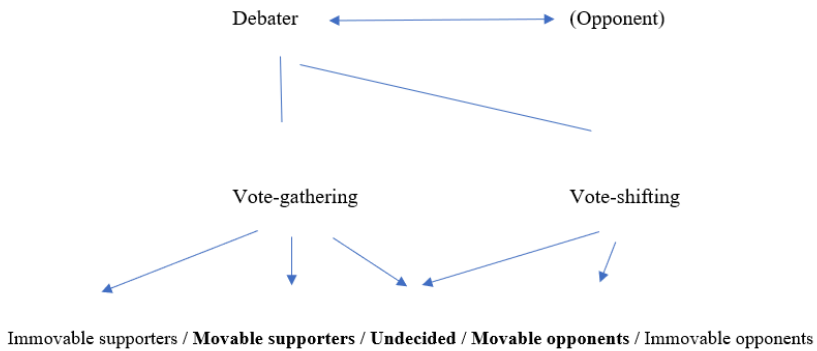 Debater (Opponent)
Vote-gathering Vote-shifting
Immovable supporters / Movable supporters / Undecided / Movable opponents / Immovable opponents